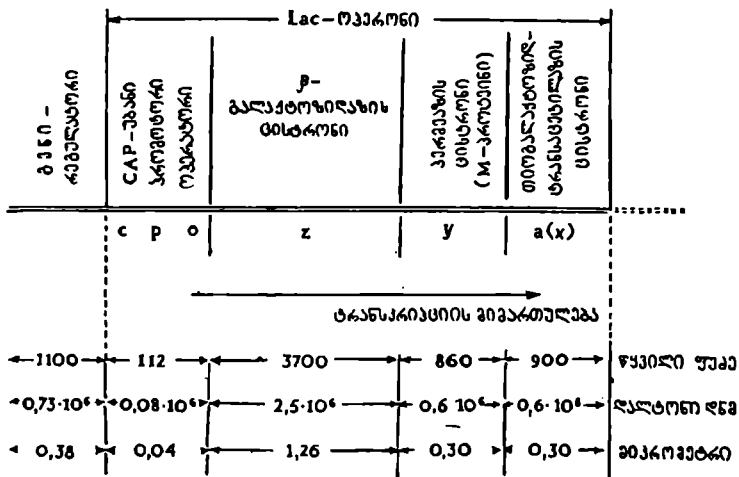 Lac-ოპერონი
გენი-
რეგულატორი
CAP-უბანი
პრომოტორი
ოპერატორი
β-
გალაქტოზიდაზის
ცისტრონი
პერმეაზის
ცისტრონი
(M-პროტეინი)
თიოგალაქტოზიდ-
ტრანსაცეტილაზის
ცისტრონი
c p o z y a(x)
ტრანსკრიპციის მიმართულება
1100 112 3700 860 900 წყვილი ფუძე
0,73·10⁶ 0,08·10⁶ 2,5·10⁶ 0,6 10⁶ 0,6·10⁶ დალტონი დნმ
0,38 0,04 1,26 0,30 0,30 მიკრომეტრი